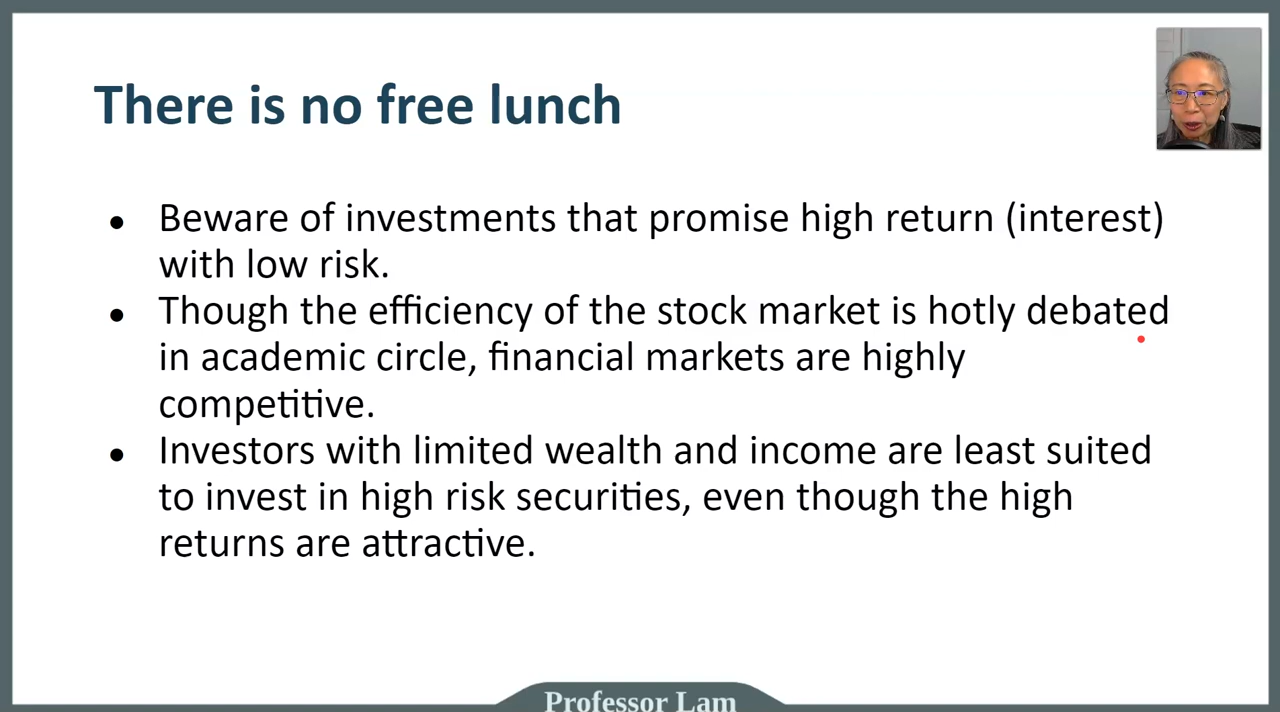 There is no free lunch
● Beware of investments that promise high return (interest)
with low risk.
● Though the efficiency of the stock market is hotly debated
in academic circle, financial markets are highly
competitive.
● Investors with limited wealth and income are least suited
to invest in high risk securities, even though the high
returns are attractive.
Professor Lam